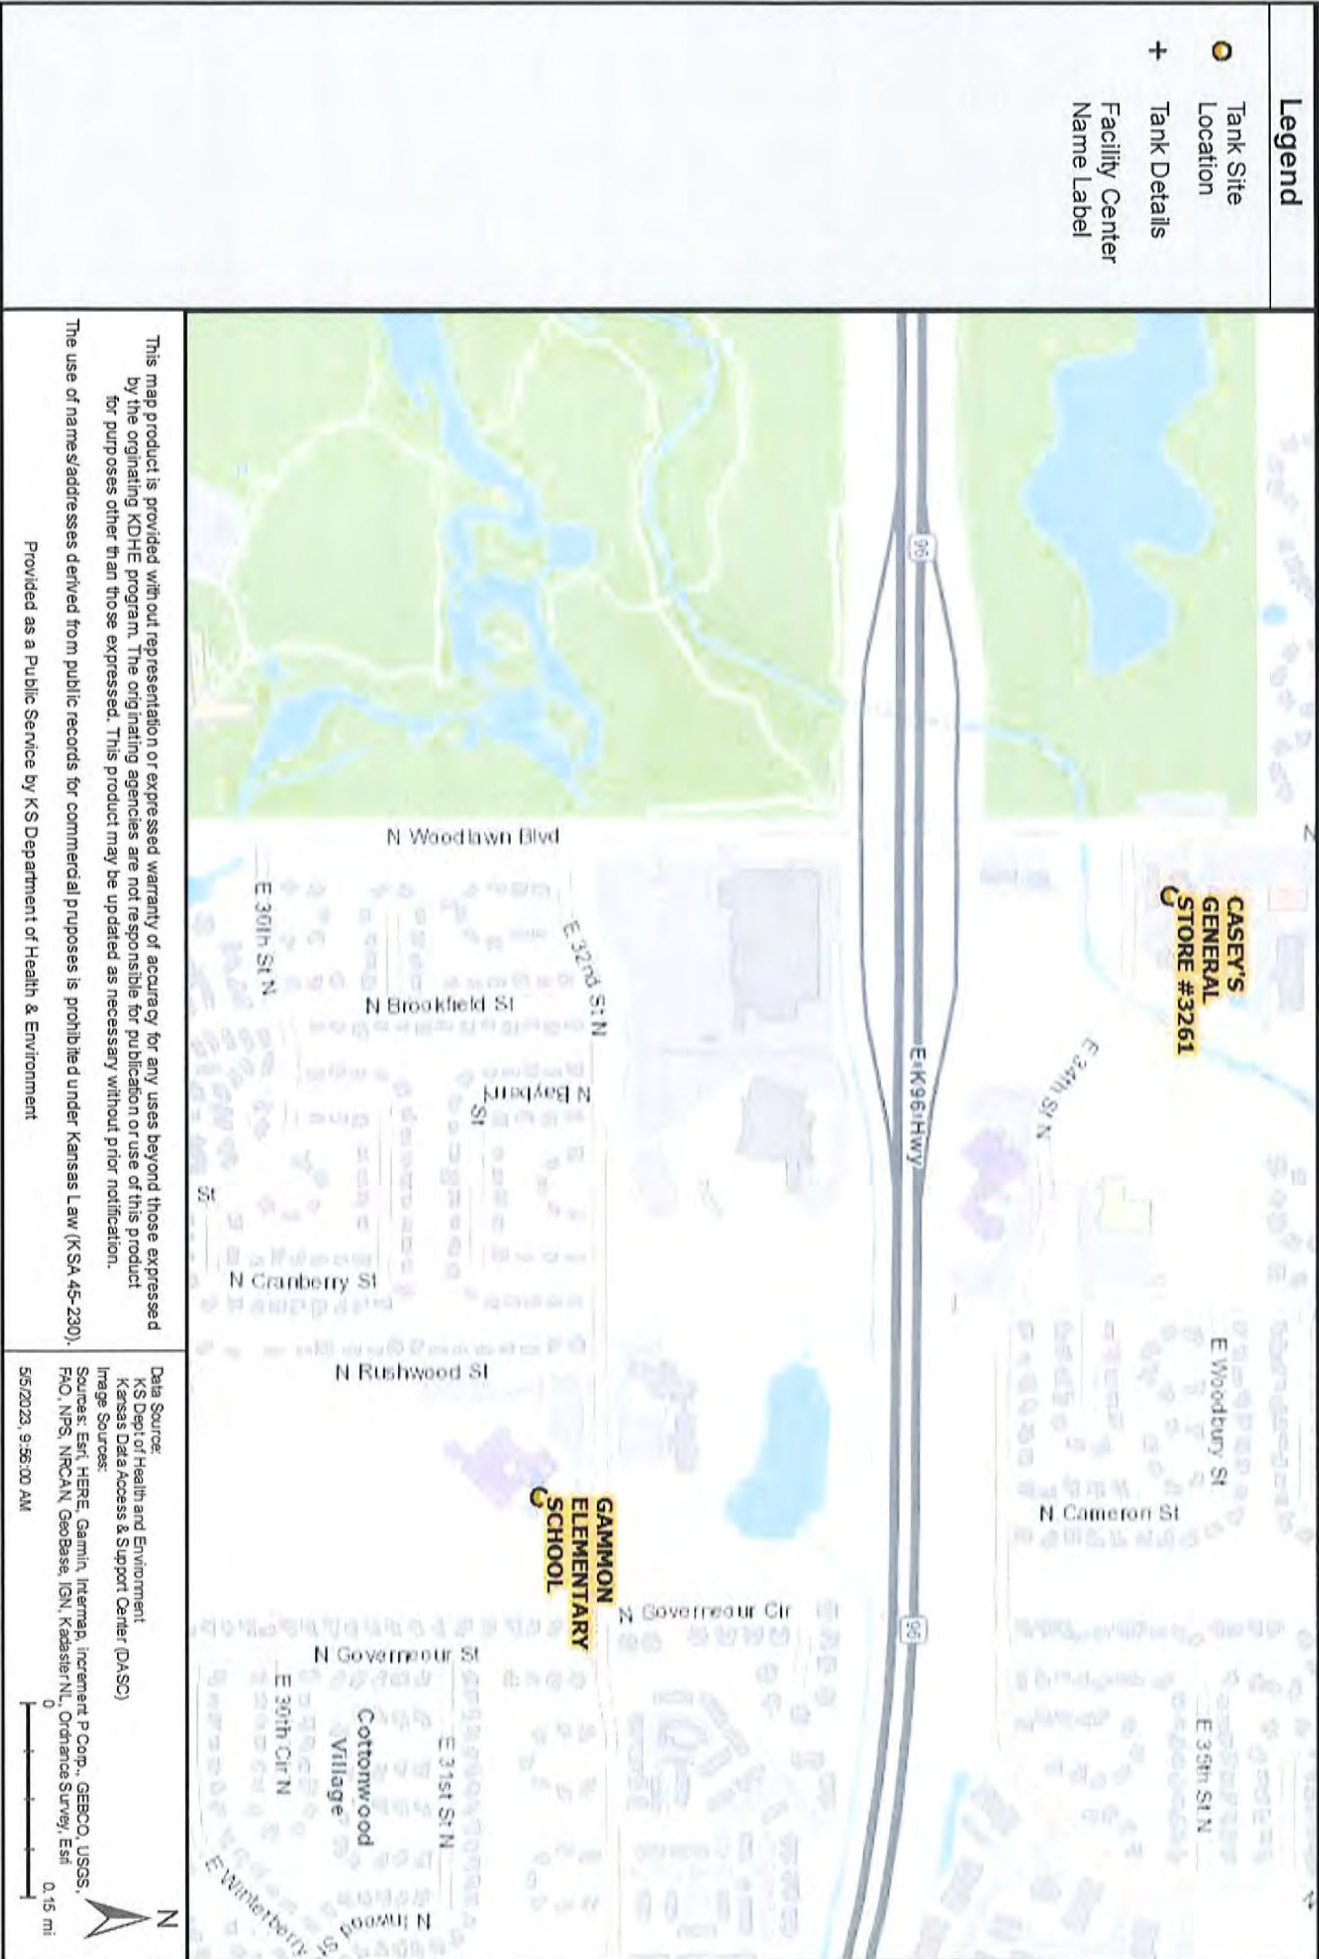 Legend
Tank Site
Location
+ Tank Details
Facility Center
Name Label
N
CASEY'S
GENERAL
STORE #3261
E 34th St N
E Woodbury St
N Cameron St
E 35th St N
N
96
E K96 Hwy
96
N Woodlawn Blvd
E 32nd St N
N Brookfield St
E 30th St N
N Bayberry
St
St
N Cranberry St
N Rushwood St
GAMMON
ELEMENTARY
SCHOOL
N Governeour Cir
N Governeour St
E 31st St N
Cottonwood
Village
E 30th Cir N
N Inwood St
E Winterberry
This map product is provided without representation or expressed warranty of accuracy for any uses beyond those expressed
by the orginating KDHE program. The originating agencies are not responsible for publication or use of this product
for purposes other than those expressed. This product may be updated as necessary without prior notification.
The use of names/addresses derived from public records for commercial pruposes is prohibited under Kansas Law (KSA 45-230).
Provided as a Public Service by KS Department of Health & Environment
Data Source:
KS Dept of Health and Environment
Kansas Data Access & Support Center (DASC)
Image Sources:
Sources: Esri, HERE, Garmin, Intermap, increment P Corp., GEBCO, USGS,
FAO, NPS, NRCAN, GeoBase, IGN, Kadaster NL, Ordnance Survey, Esri
5/5/2023, 9:56:00 AM
0
0.15 mi
N